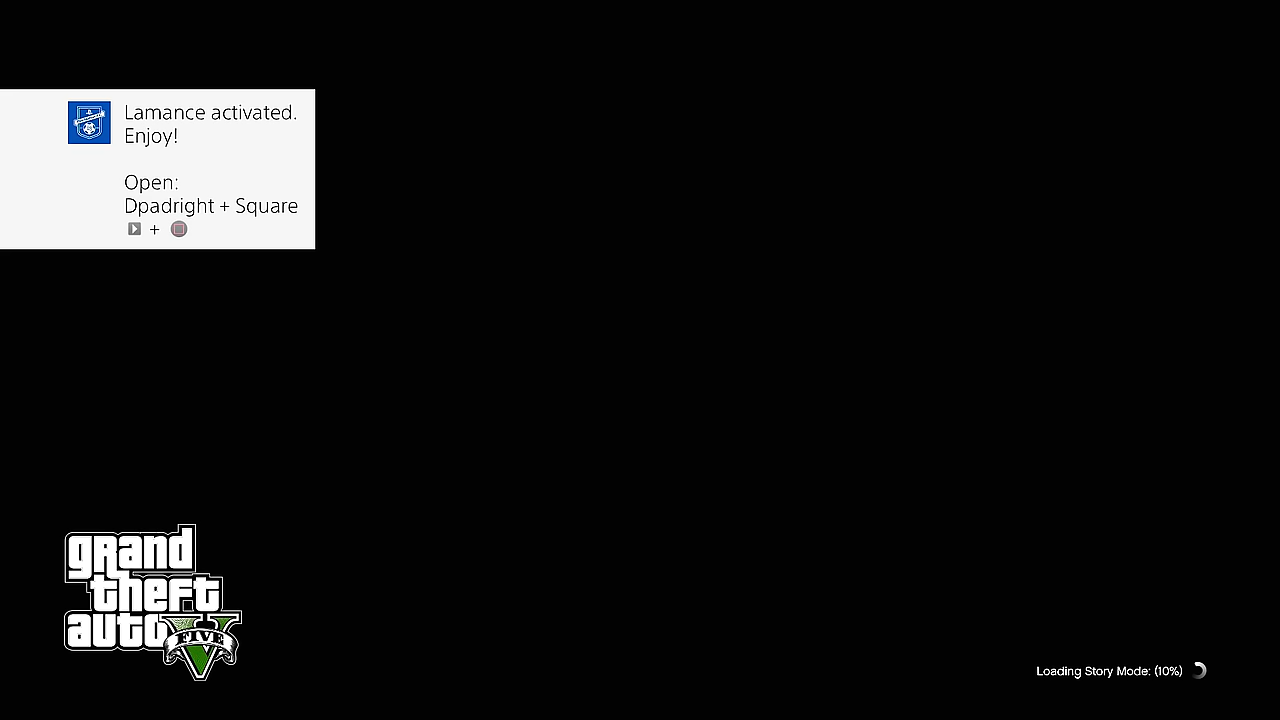 Lamance activated.
Enjoy!
Open:
Dpadright + Square
+
grand
theft
auto V
FIVE
Loading Story Mode: (10%)